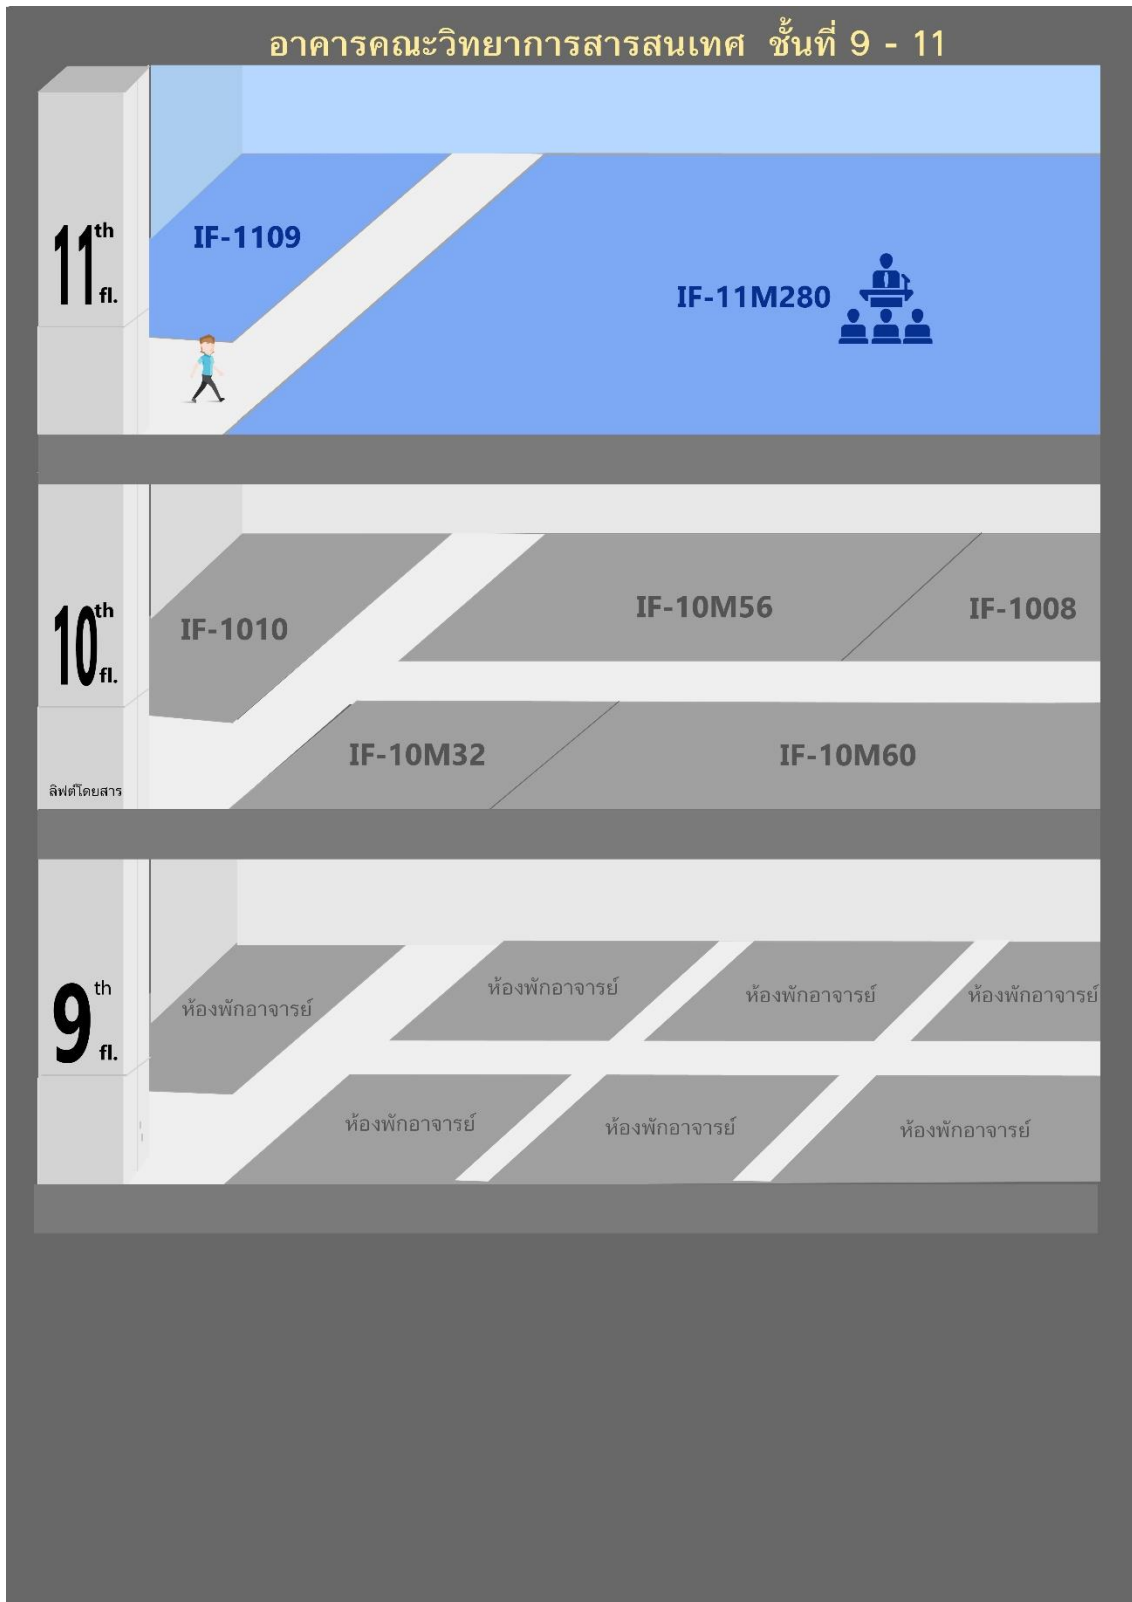 อาคารคณะวิทยาการสารสนเทศ ชั้นที่ 9 - 11
11th fl.
IF-1109
IF-11M280
10th fl.
IF-1010
IF-10M56
IF-1008
IF-10M32
IF-10M60
ลิฟต์โดยสาร
9th fl.
ห้องพักอาจารย์
ห้องพักอาจารย์
ห้องพักอาจารย์
ห้องพักอาจารย์
ห้องพักอาจารย์
ห้องพักอาจารย์
ห้องพักอาจารย์